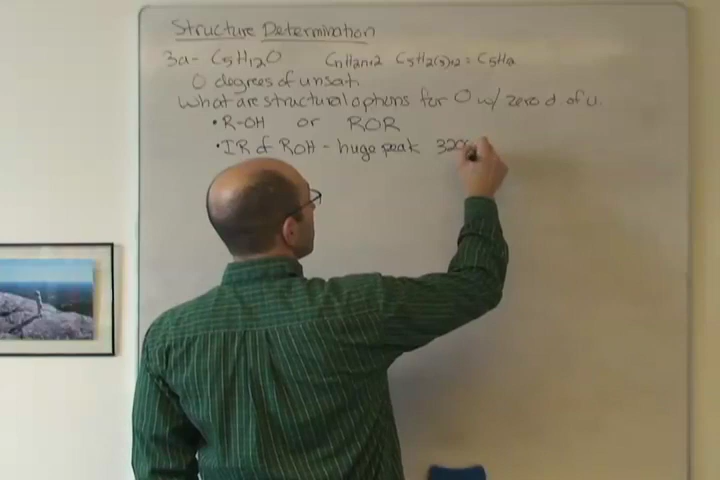 Structure Determination
3a- C5H12O CnH2n+2 C5H2(5)+2 = C5H12
0 degrees of unsat.
What are structural options for O w/ zero d of u.
• R-OH or ROR
• IR of ROH - huge peak 320